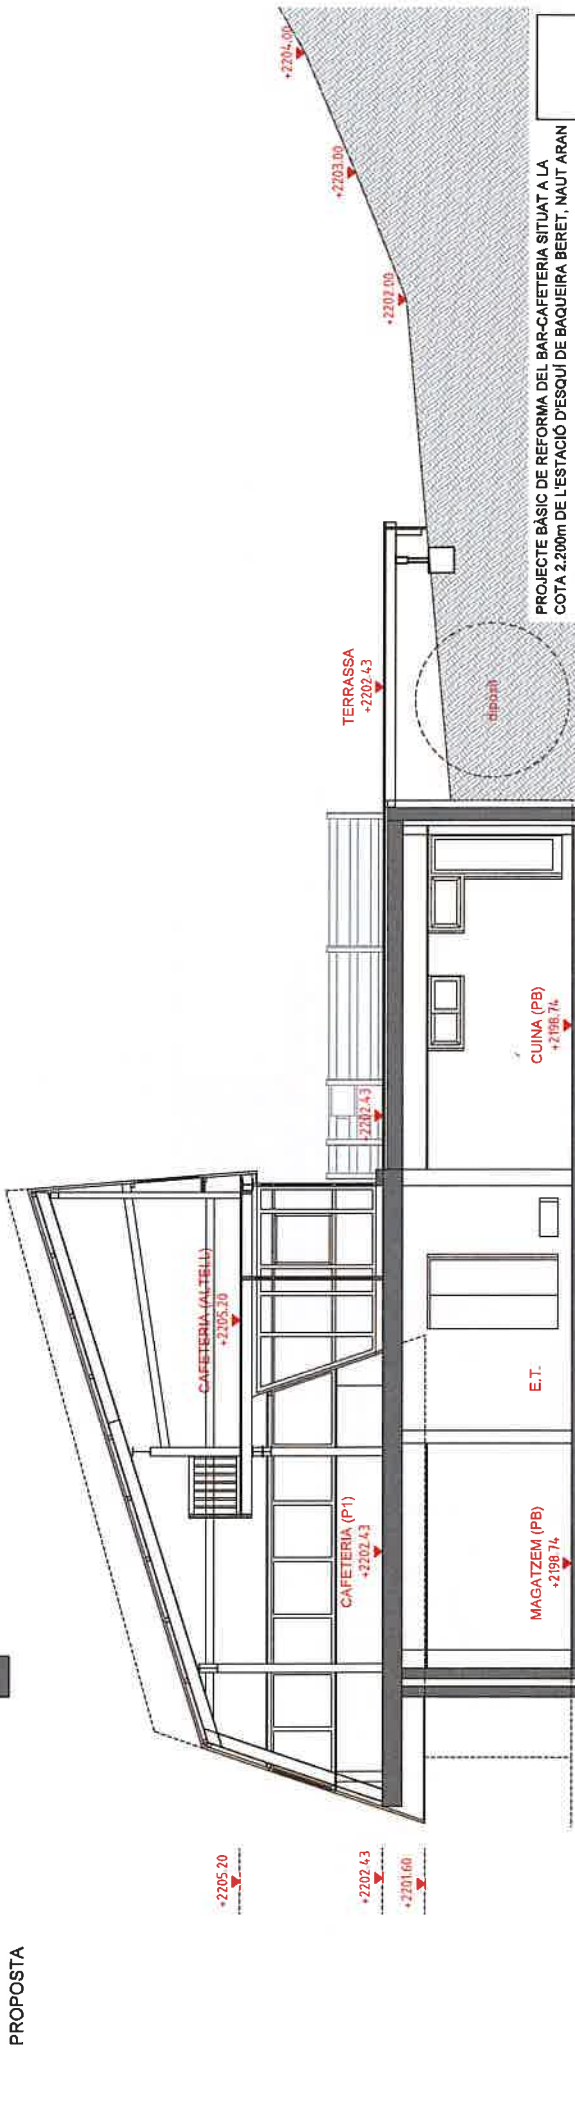 PROPOSTA
+2205.20
+2202.43
+2201.60
CAFETERIA (ALTELL)
+2205.20
CAFETERIA (P1)
+2202.43
MAGATZEM (PB)
+2198.74
E.T.
+2202.43
CUINA (PB)
+2198.74
TERRASSA
+2202.43
dipòsit
+2202.00
+2203.00
+2204.00
PROJECTE BÀSIC DE REFORMA DEL BAR-CAFETERIA SITUAT A LA
COTA 2.200m DE L'ESTACIÓ D'ESQUÍ DE BAQUEIRA BERET, NAUT ARAN